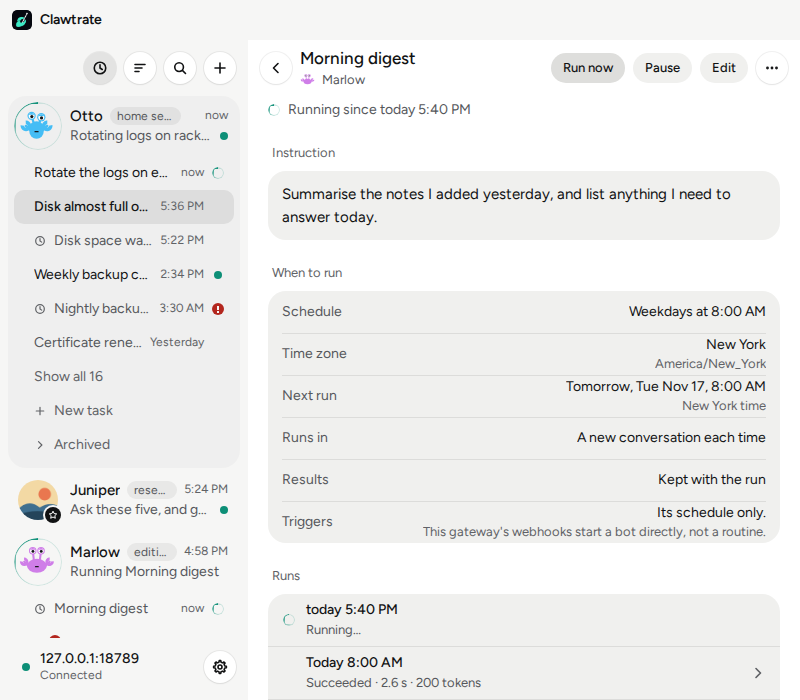 Clawtrate
Otto home se... now
Rotating logs on rack...
Rotate the logs on e... now
Disk almost full o... 5:36 PM
Disk space wa... 5:22 PM
Weekly backup c... 2:34 PM
Nightly backu... 3:30 AM
Certificate rene... Yesterday
Show all 16
New task
Archived
Juniper rese... 5:24 PM
Ask these five, and g...
Marlow editi... 4:58 PM
Running Morning digest
Morning digest now
127.0.0.1:18789
Connected
Morning digest
Marlow
Run now Pause Edit
Running since today 5:40 PM
Instruction
Summarise the notes I added yesterday, and list anything I need to
answer today.
When to run
Schedule Weekdays at 8:00 AM
Time zone New York
America/New_York
Next run Tomorrow, Tue Nov 17, 8:00 AM
New York time
Runs in A new conversation each time
Results Kept with the run
Triggers Its schedule only.
This gateway's webhooks start a bot directly, not a routine.
Runs
today 5:40 PM
Running...
Today 8:00 AM
Succeeded · 2.6 s · 200 tokens